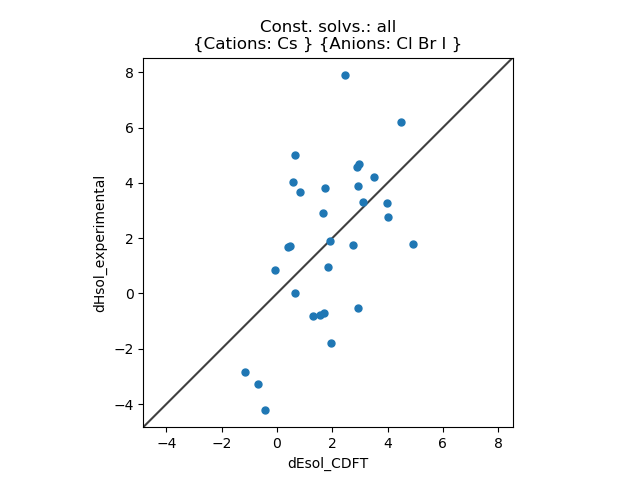 Const. solvs.: all
{Cations: Cs } {Anions: Cl Br I }
8
6
4
2
0
−2
−4
dHsol_experimental
−4 −2 0 2 4 6 8
dEsol_CDFT